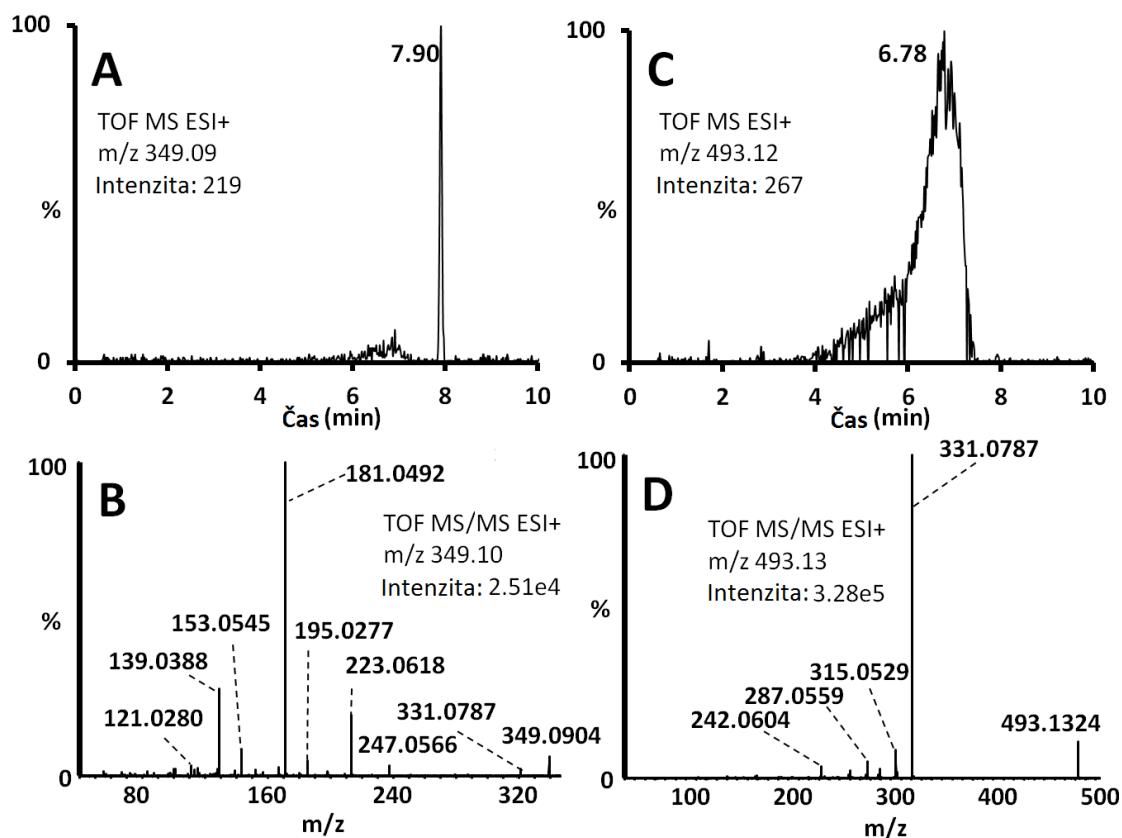 100
7.90
A
TOF MS ESI+
m/z 349.09
Intenzita: 219
%
0
0 2 4 6 8 10
Čas (min)
100
6.78
C
TOF MS ESI+
m/z 493.12
Intenzita: 267
%
0
0 2 4 6 8 10
Čas (min)
100
181.0492
B
TOF MS/MS ESI+
m/z 349.10
Intenzita: 2.51e4
%
153.0545
195.0277
139.0388
223.0618
121.0280
331.0787
247.0566
349.0904
0
80 160 240 320
m/z
100
331.0787
D
TOF MS/MS ESI+
m/z 493.13
Intenzita: 3.28e5
%
315.0529
287.0559
242.0604
493.1324
0
100 200 300 400 500
m/z